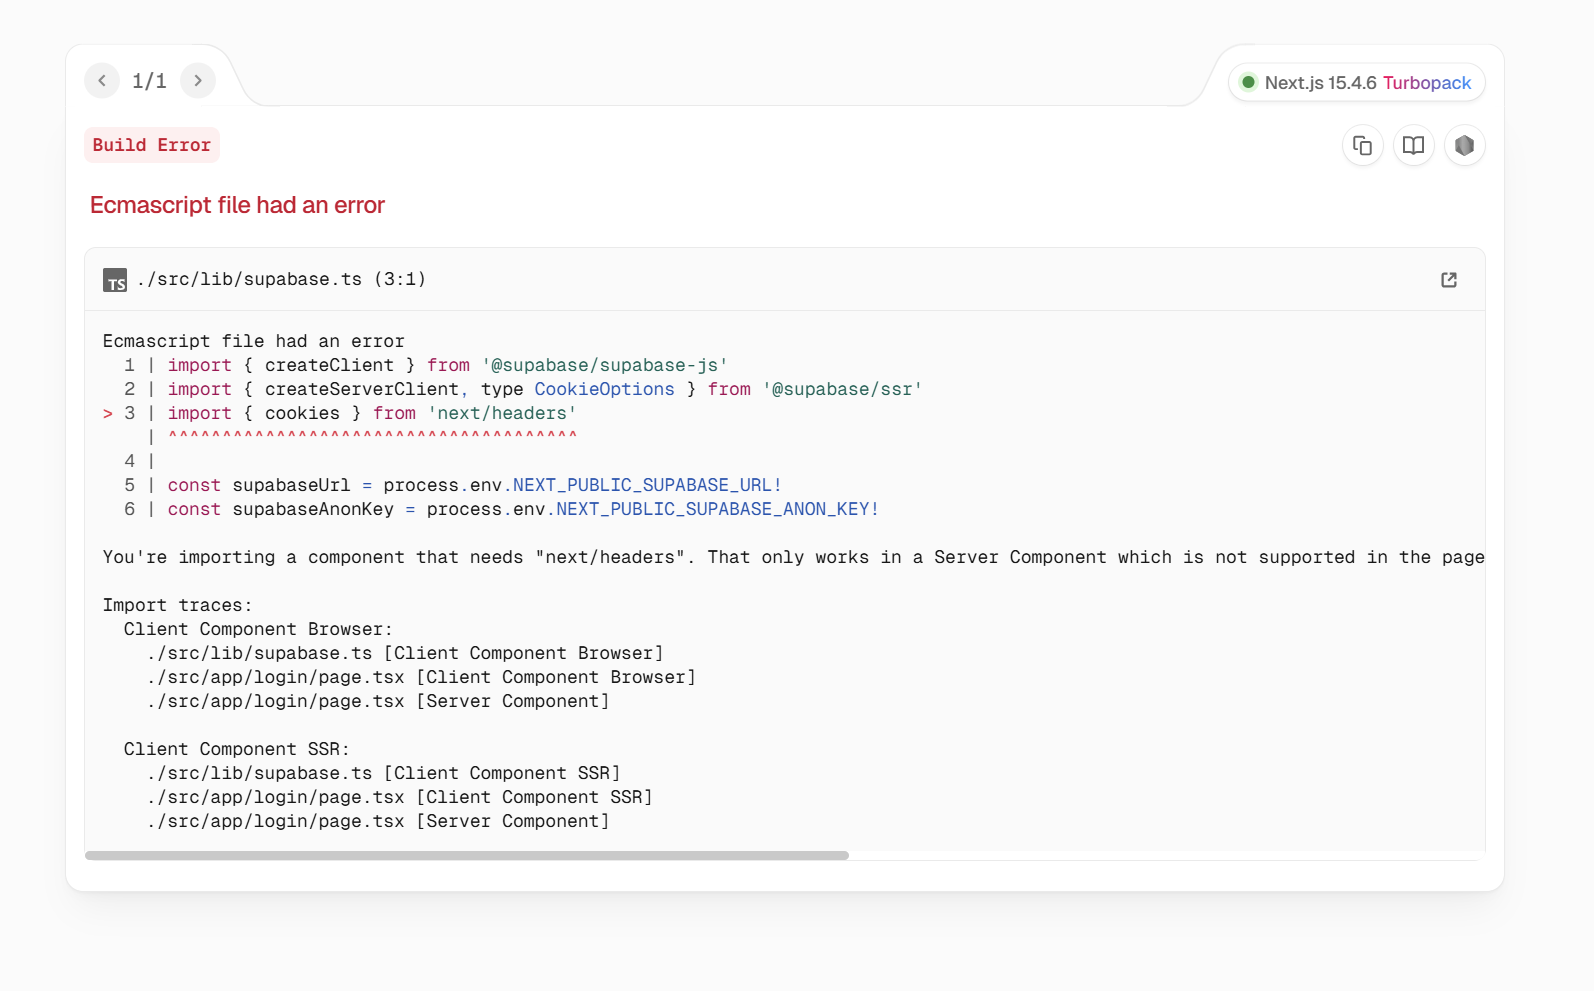 1/1
Next.js 15.4.6 Turbopack
Build Error
Ecmascript file had an error
TS ./src/lib/supabase.ts (3:1)
Ecmascript file had an error
1 | import { createClient } from '@supabase/supabase-js'
2 | import { createServerClient, type CookieOptions } from '@supabase/ssr'
> 3 | import { cookies } from 'next/headers'
| ^^^^^^^^^^^^^^^^^^^^^^^^^^^^^^^^^^^^^^
4 |
5 | const supabaseUrl = process.env.NEXT_PUBLIC_SUPABASE_URL!
6 | const supabaseAnonKey = process.env.NEXT_PUBLIC_SUPABASE_ANON_KEY!
You're importing a component that needs "next/headers". That only works in a Server Component which is not supported in the page
Import traces:
Client Component Browser:
./src/lib/supabase.ts [Client Component Browser]
./src/app/login/page.tsx [Client Component Browser]
./src/app/login/page.tsx [Server Component]
Client Component SSR:
./src/lib/supabase.ts [Client Component SSR]
./src/app/login/page.tsx [Client Component SSR]
./src/app/login/page.tsx [Server Component]